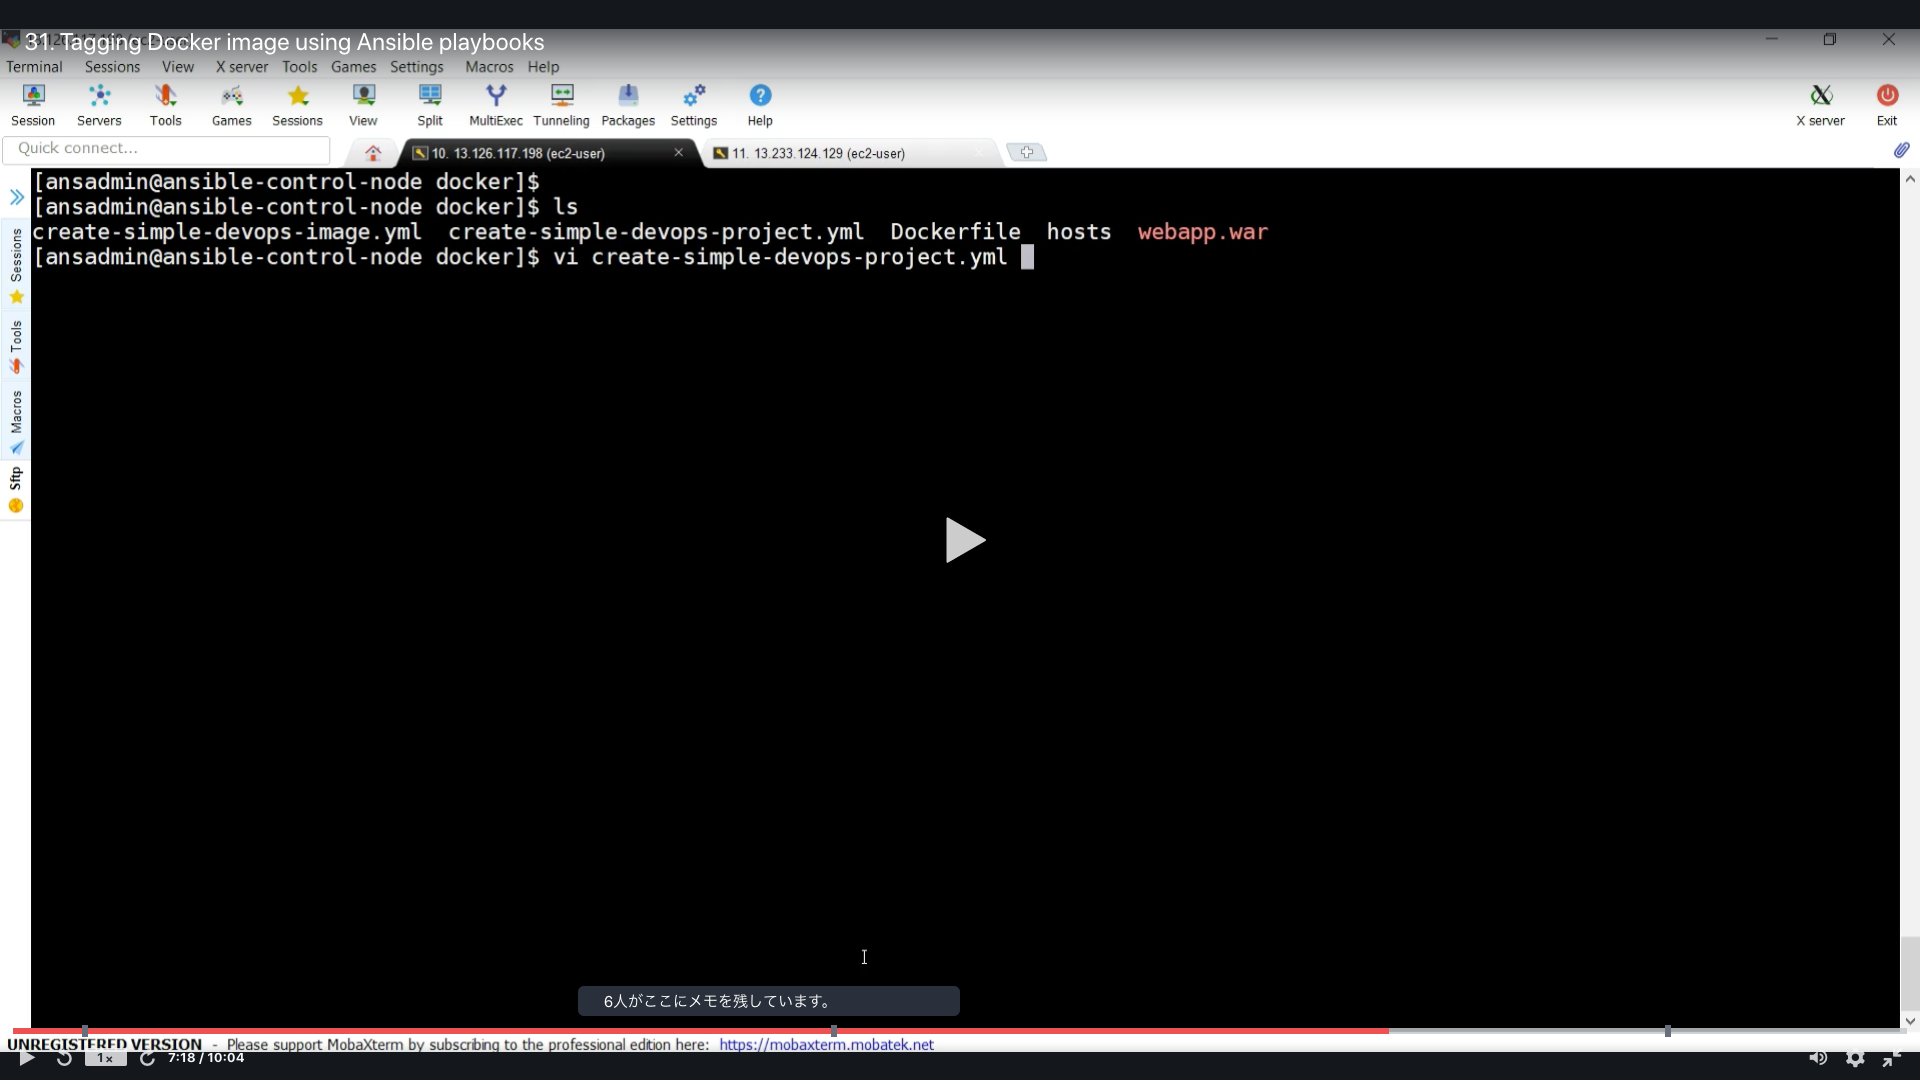 31. Tagging Docker image using Ansible playbooks
Terminal Sessions View X server Tools Games Settings Macros Help
Session Servers Tools Games Sessions View Split MultiExec Tunneling Packages Settings Help X server Exit
Quick connect...
10. 13.126.117.198 (ec2-user)
11. 13.233.124.129 (ec2-user)
[ansadmin@ansible-control-node docker]$
[ansadmin@ansible-control-node docker]$ ls
create-simple-devops-image.yml create-simple-devops-project.yml Dockerfile hosts webapp.war
[ansadmin@ansible-control-node docker]$ vi create-simple-devops-project.yml
Sessions
Tools
Macros
Sftp
6人がここにメモを残しています。
UNREGISTERED VERSION - Please support MobaXterm by subscribing to the professional edition here: https://mobaxterm.mobatek.net
1x 7:18 / 10:04